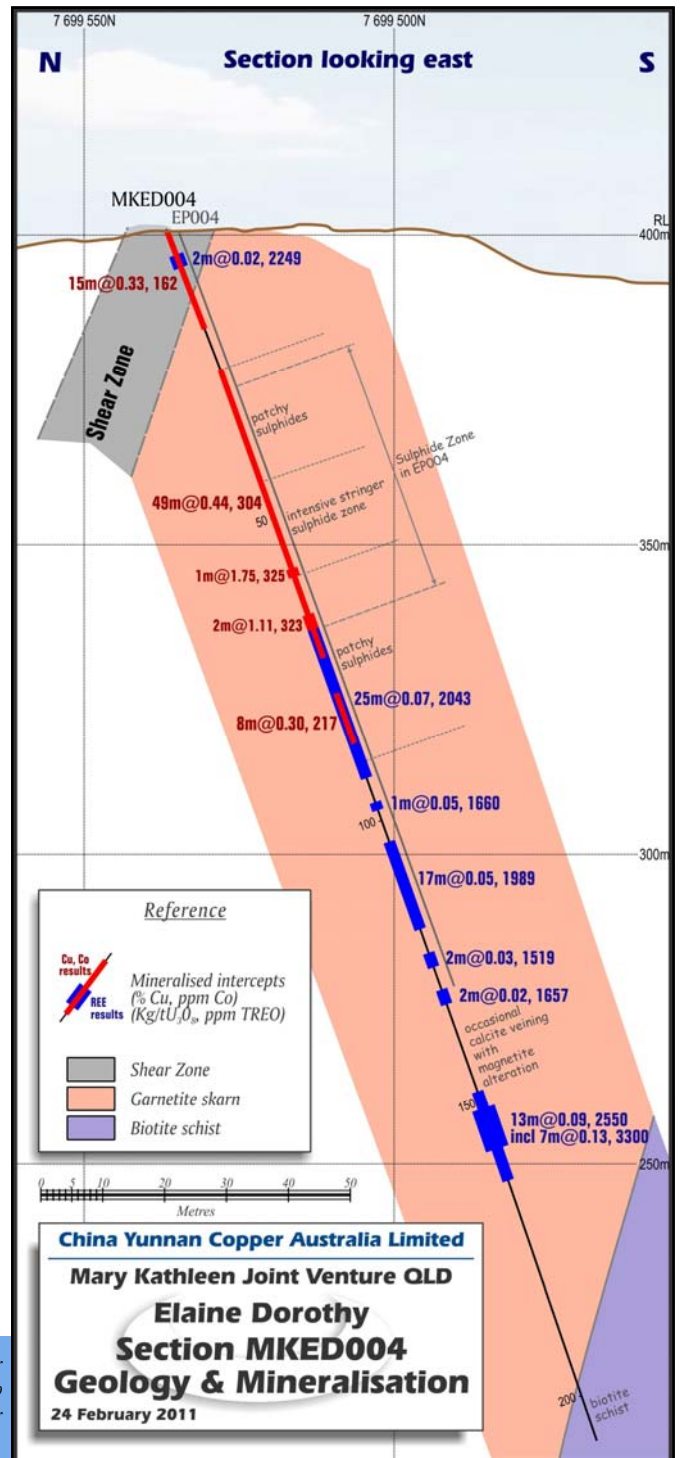 7 699 550N
7 699 500N
N
Section looking east
S
MKED004
EP004
RL
400m
2m@0.02, 2249
15m@0.33, 162
Shear Zone
patchy
sulphides
Sulphide Zone
in EP004
49m@0.44, 304
50
intensive stringer
sulphide zone
350m
1m@1.75, 325
2m@1.11, 323
patchy
sulphides
25m@0.07, 2043
8m@0.30, 217
1m@0.05, 1660
100
300m
17m@0.05, 1989
2m@0.03, 1519
2m@0.02, 1657
occasional
calcite veining
with
magnetite
alteration
150
13m@0.09, 2550
incl 7m@0.13, 3300
250m
200
biotite
schist
Reference
Cu, Co
results
REE
results
Mineralised intercepts
(% Cu, ppm Co)
(Kg/tU₃O₈, ppm TREO)
Shear Zone
Garnetite skarn
Biotite schist
0 10 20 30 40 50
Metres
China Yunnan Copper Australia Limited
Mary Kathleen Joint Venture QLD
Elaine Dorothy
Section MKED004
Geology & Mineralisation
24 February 2011